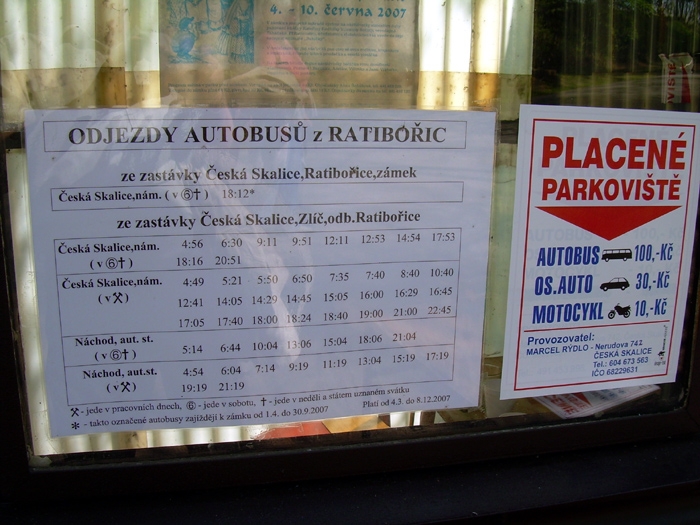 4. - 10. června 2007
ODJEZDY AUTOBUSŮ z RATIBOŘIC
ze zastávky Česká Skalice,Ratibořice,zámek
Česká Skalice,nám. ( v ⑥✝ ) 18:12*
ze zastávky Česká Skalice,Zlíč,odb.Ratibořice
Česká Skalice,nám. 4:56 6:30 9:11 9:51 12:11 12:53 14:54 17:53
( v ⑥✝ ) 18:16 20:51
Česká Skalice,nám. 4:49 5:21 5:50 6:50 7:35 7:40 8:40 10:40
( v ⚒ ) 12:41 14:05 14:29 14:45 15:05 16:00 16:29 16:45
17:05 17:40 18:00 18:24 18:40 19:00 21:00 22:45
Náchod, aut. st.
( v ⑥✝ ) 5:14 6:44 10:04 13:06 15:04 18:06 21:04
Náchod, aut.st. 4:54 6:04 7:14 9:19 11:19 13:04 15:19 17:19
( v ⚒ ) 19:19 21:19
⚒ - jede v pracovních dnech, ⑥ - jede v sobotu, ✝ - jede v neděli a státem uznaném svátku
* - takto označené autobusy zajíždějí k zámku od 1.4. do 30.9.2007 Platí od 4.3. do 8.12.2007
PLACENÉ
PARKOVIŠTĚ
AUTOBUS 100,-Kč
OS.AUTO 30,-Kč
MOTOCYKL 10,-Kč
Provozovatel:
MARCEL RÝDLO - Nerudova 742
ČESKÁ SKALICE
Tel.: 604 673 563
IČO 68229631